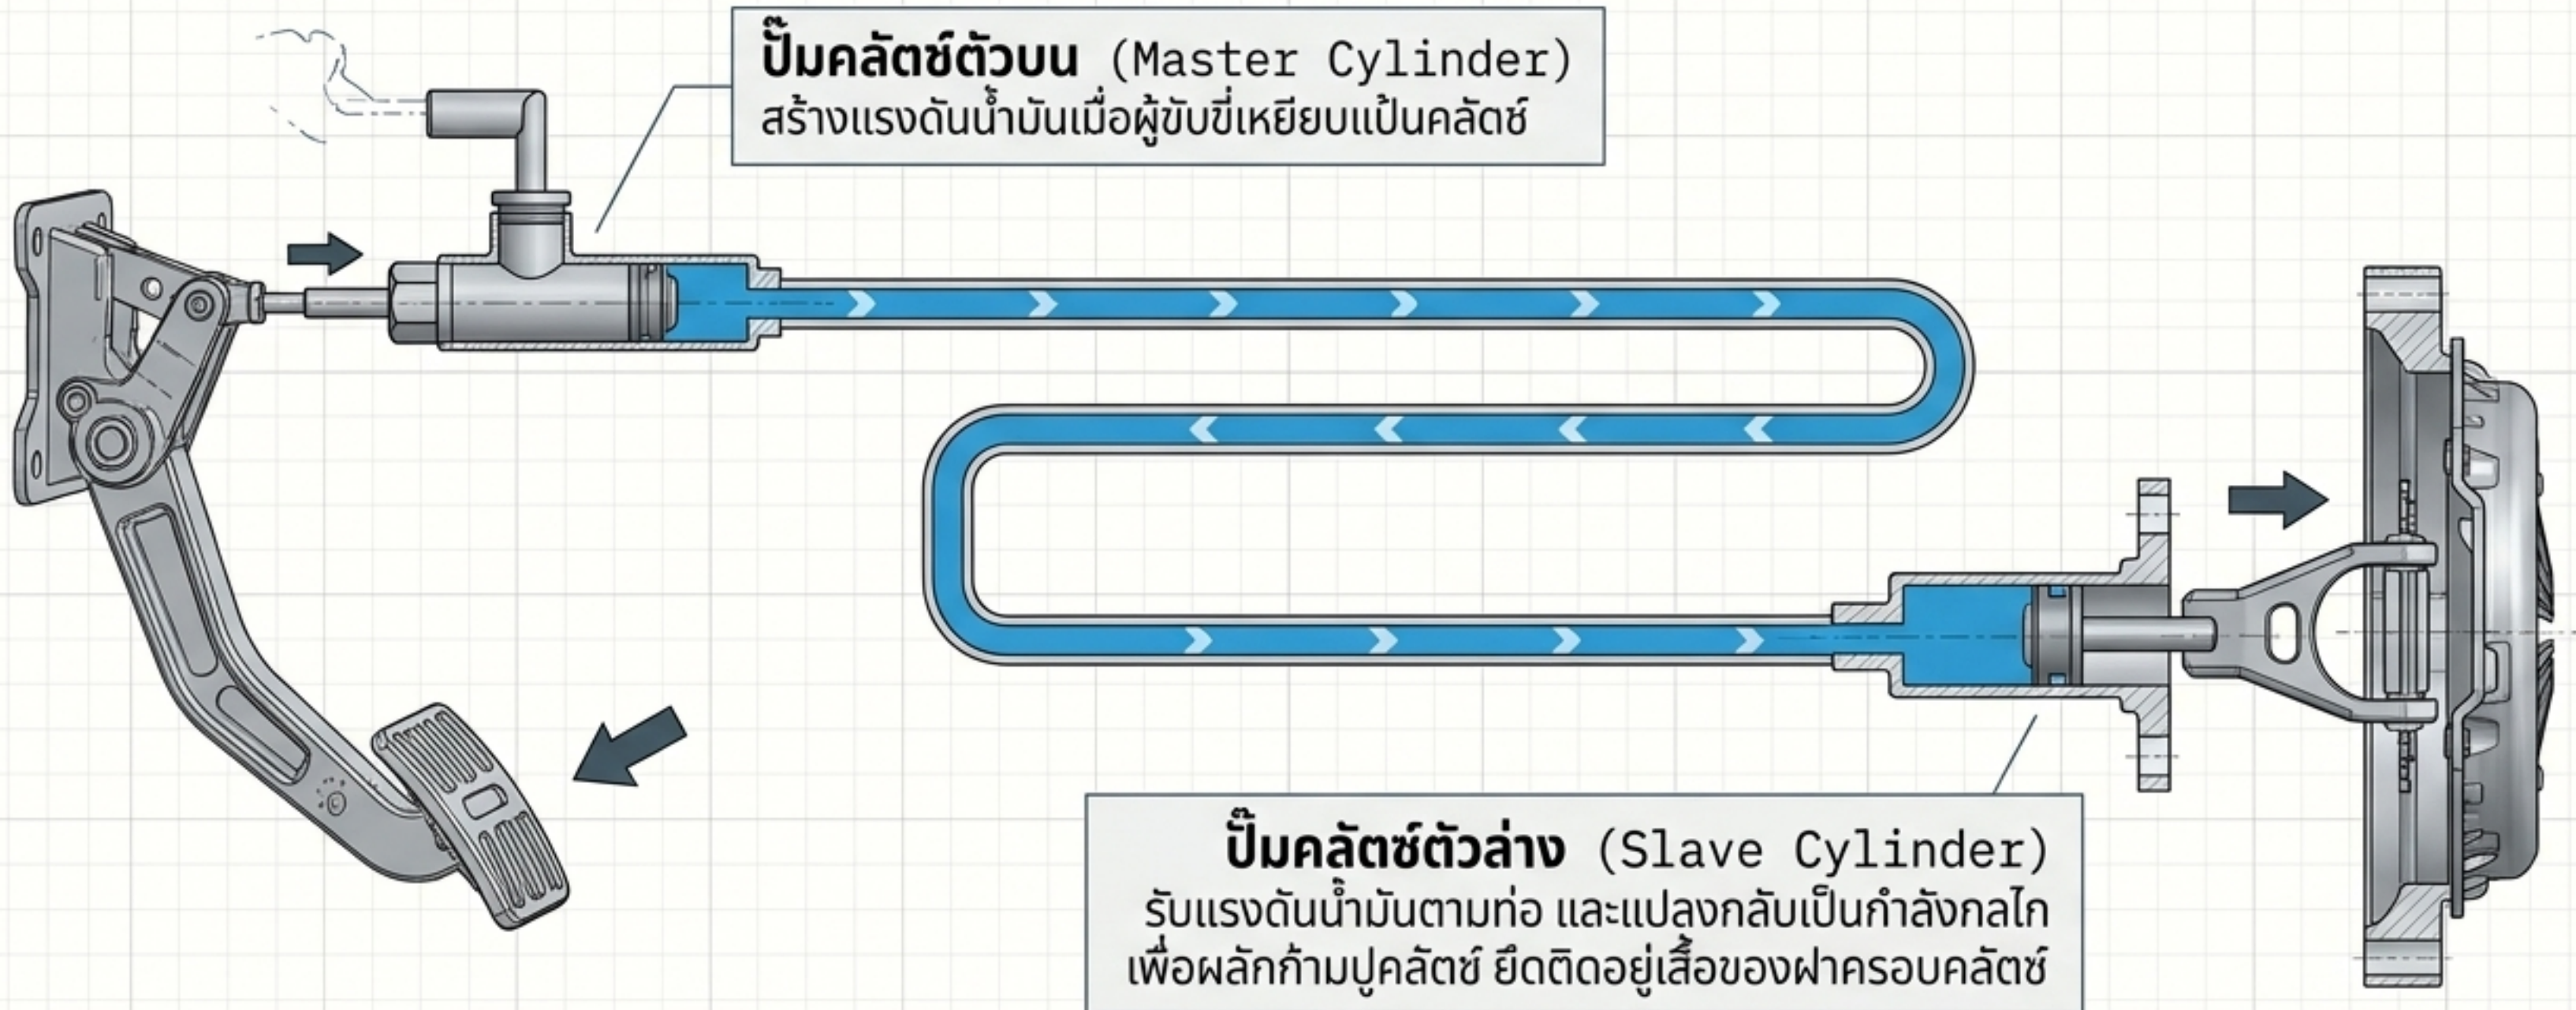 ปั๊มคลัตช์ตัวบน (Master Cylinder)
สร้างแรงดันน้ำมันเมื่อผู้ขับขี่เหยียบแป้นคลัตช์
ปั๊มคลัตช์ตัวล่าง (Slave Cylinder)
รับแรงดันน้ำมันตามท่อ และแปลงกลับเป็นกำลังกลไก
เพื่อผลักก้ามปูคลัตช์ ยึดติดอยู่เสื้อของฝาครอบคลัตช์